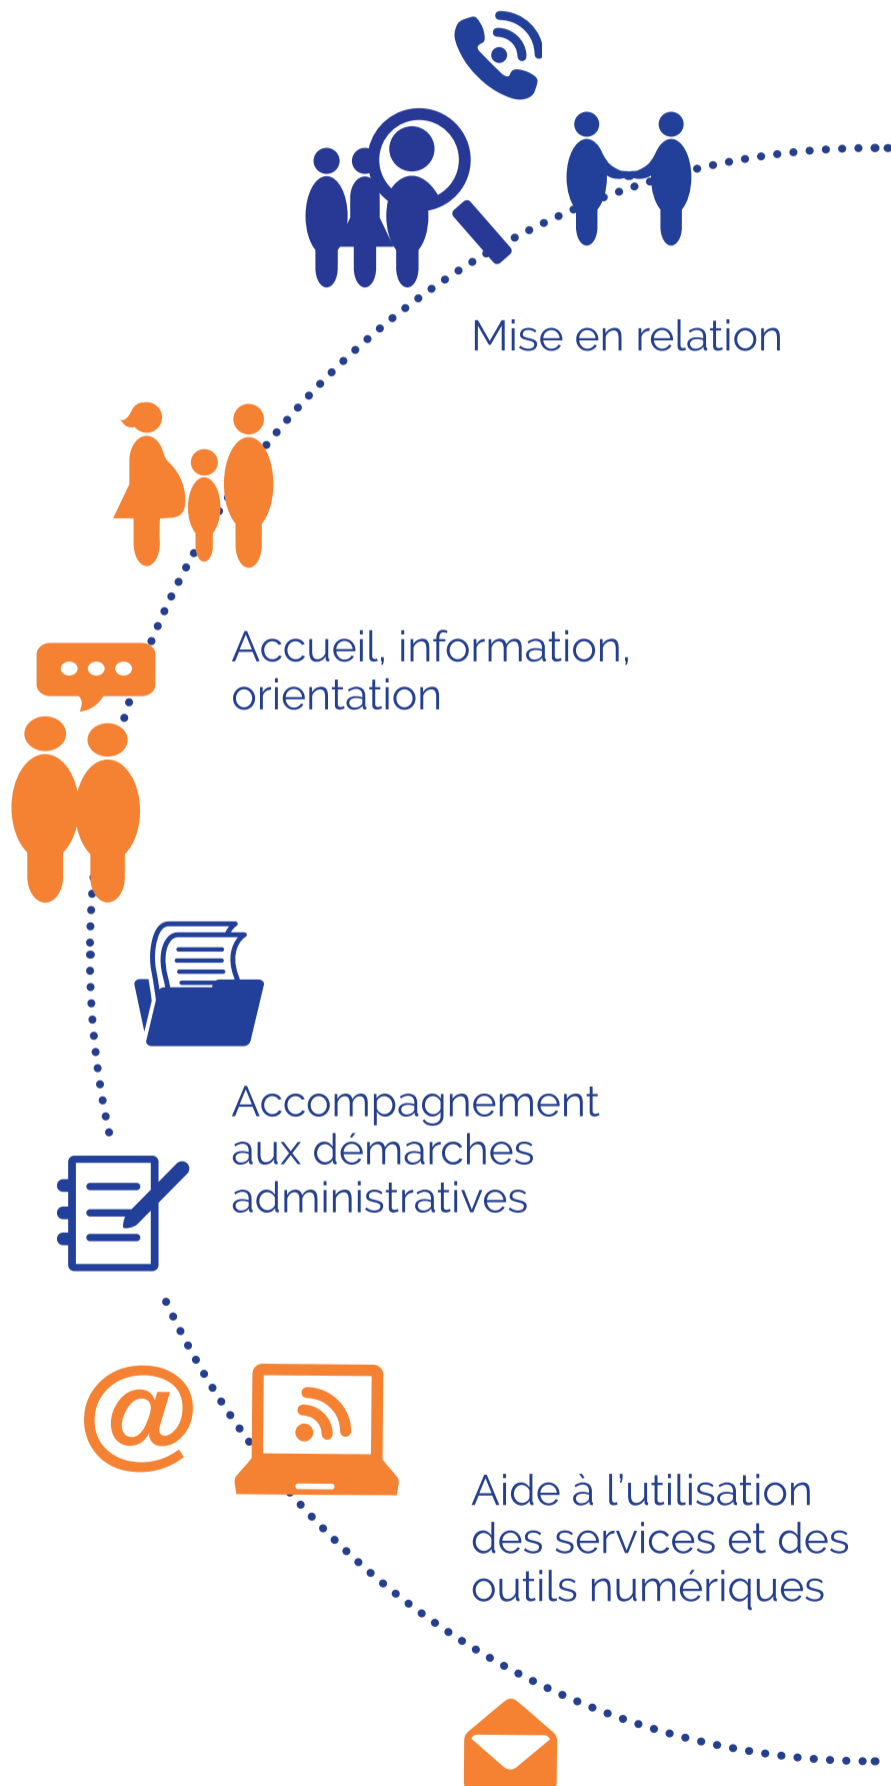 Mise en relation
Accueil, information,
orientation
Accompagnement
aux démarches
administratives
@
Aide à l’utilisation
des services et des
outils numériques